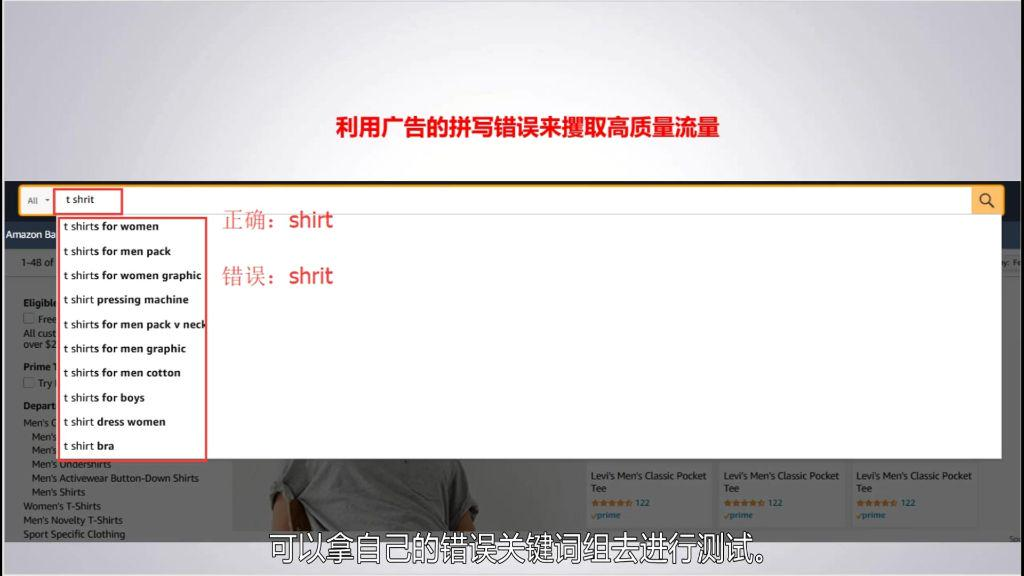 利用广告的拼写错误来攫取高质量流量
All
t shrit
正确：shirt
错误：shrit
t shirts for women
t shirts for men pack
t shirts for women graphic
t shirt pressing machine
t shirts for men pack v neck
t shirts for men graphic
t shirts for men cotton
t shirts for boys
t shirt dress women
t shirt bra
Amazon Ba
1-48 of
Eligible
Free
All cust
over $2
Prime
Try
Depart
Men's
Men's
Men's
Men's Undershirts
Men's Activewear Button-Down Shirts
Men's Shirts
Women's T-Shirts
Men's Novelty T-Shirts
Sport Specific Clothing
Levi's Men's Classic Pocket
Tee
122
prime
Levi's Men's Classic Pocket
Tee
122
prime
Levi's Men's Classic Pocket
Tee
122
prime
可以拿自己的错误关键词组去进行测试。